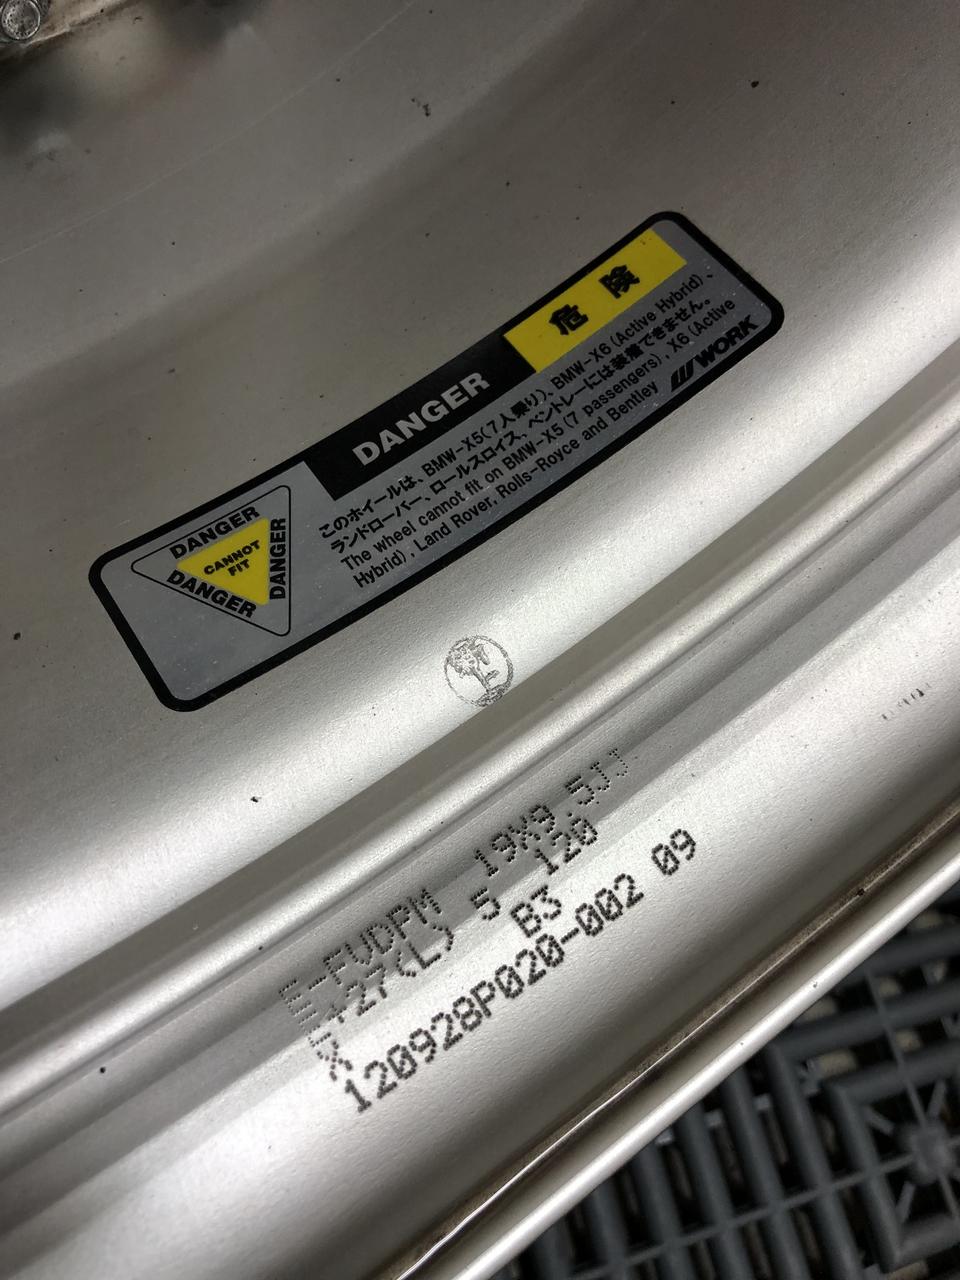 DANGER
DANGER
DANGER
CANNOT
FIT
DANGER 危険
このホイールは、BMW-X5(7人乗り)、BMW-X6 (Active Hybrid)、
ランドローバー、ロールスロイス、ベントレーには装着できません。
The wheel cannot fit on BMW-X5 (7 passengers), X6 (Active
Hybrid), Land Rover, Rolls-Royce and Bentley
WORK
19X9.5JJ
5 120
B3
120928P020-002 09